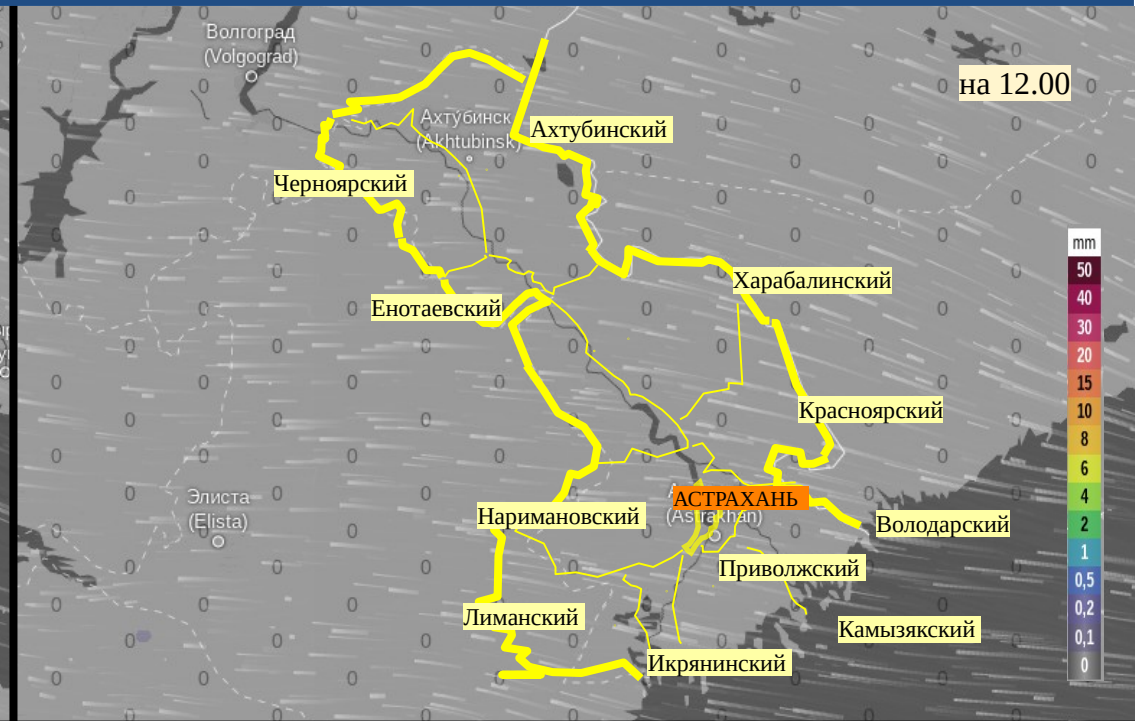 Волгоград
(Volgograd)
на 12.00
Ахтубинск
(Akhtubinsk)
Ахтубинский
Черноярский
Харабалинский
Енотаевский
Красноярский
Элиста
(Elista)
АСТРАХАНЬ
(Astrakhan)
Наримановский
Володарский
Приволжский
Лиманский
Камызякский
Икрянинский
mm
50
40
30
20
15
10
8
6
4
2
1
0,5
0,2
0,1
0